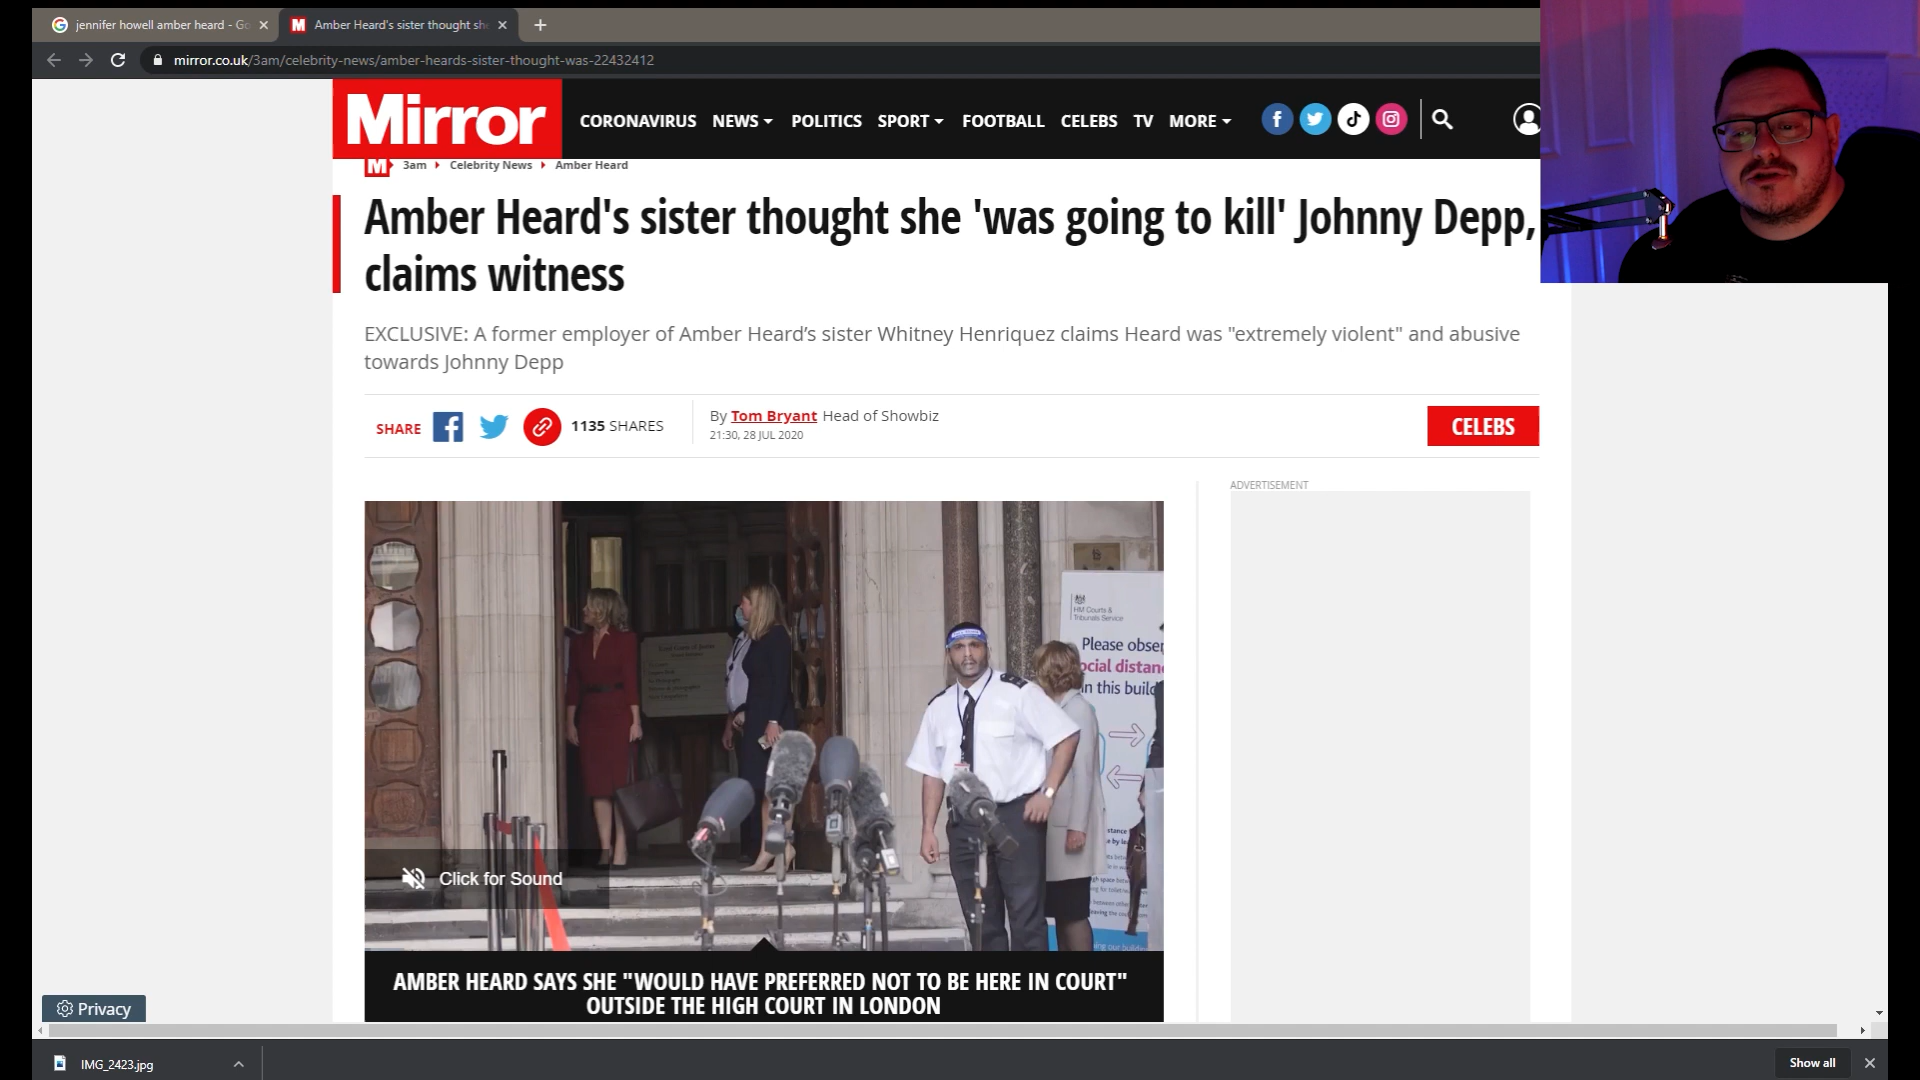 jennifer howell amber heard - Go
Amber Heard's sister thought she
mirror.co.uk/3am/celebrity-news/amber-heards-sister-thought-was-22432412
Mirror
CORONAVIRUS NEWS POLITICS SPORT FOOTBALL CELEBS TV MORE
M 3am Celebrity News Amber Heard
Amber Heard's sister thought she 'was going to kill' Johnny Depp,
claims witness
EXCLUSIVE: A former employer of Amber Heard’s sister Whitney Henriquez claims Heard was "extremely violent" and abusive
towards Johnny Depp
SHARE 1135 SHARES
By Tom Bryant Head of Showbiz
21:30, 28 JUL 2020
CELEBS
ADVERTISEMENT
HM Courts &
Tribunals Service
Please obser
ocial distan
in this build
Click for Sound
AMBER HEARD SAYS SHE "WOULD HAVE PREFERRED NOT TO BE HERE IN COURT"
OUTSIDE THE HIGH COURT IN LONDON
Privacy
IMG_2423.jpg
Show all